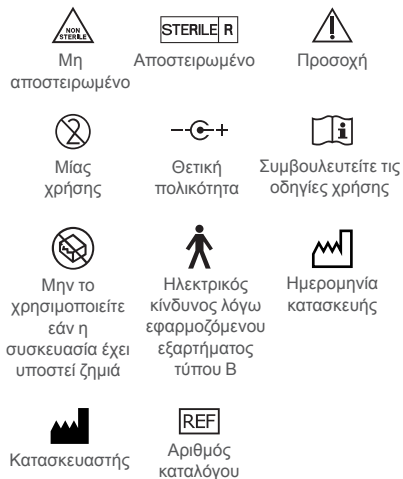 NON
STERILE
STERILE R
Μη
αποστειρωμένο
Αποστειρωμένο
Προσοχή
2
i
Μίας
χρήσης
Θετική
πολικότητα
Συμβουλευτείτε τις
οδηγίες χρήσης
Μην το
χρησιμοποιείτε
εάν η
συσκευασία έχει
υποστεί ζημιά
Ηλεκτρικός
κίνδυνος λόγω
εφαρμοζόμενου
εξαρτήματος
τύπου Β
Ημερομηνία
κατασκευής
Κατασκευαστής
REF
Αριθμός
καταλόγου